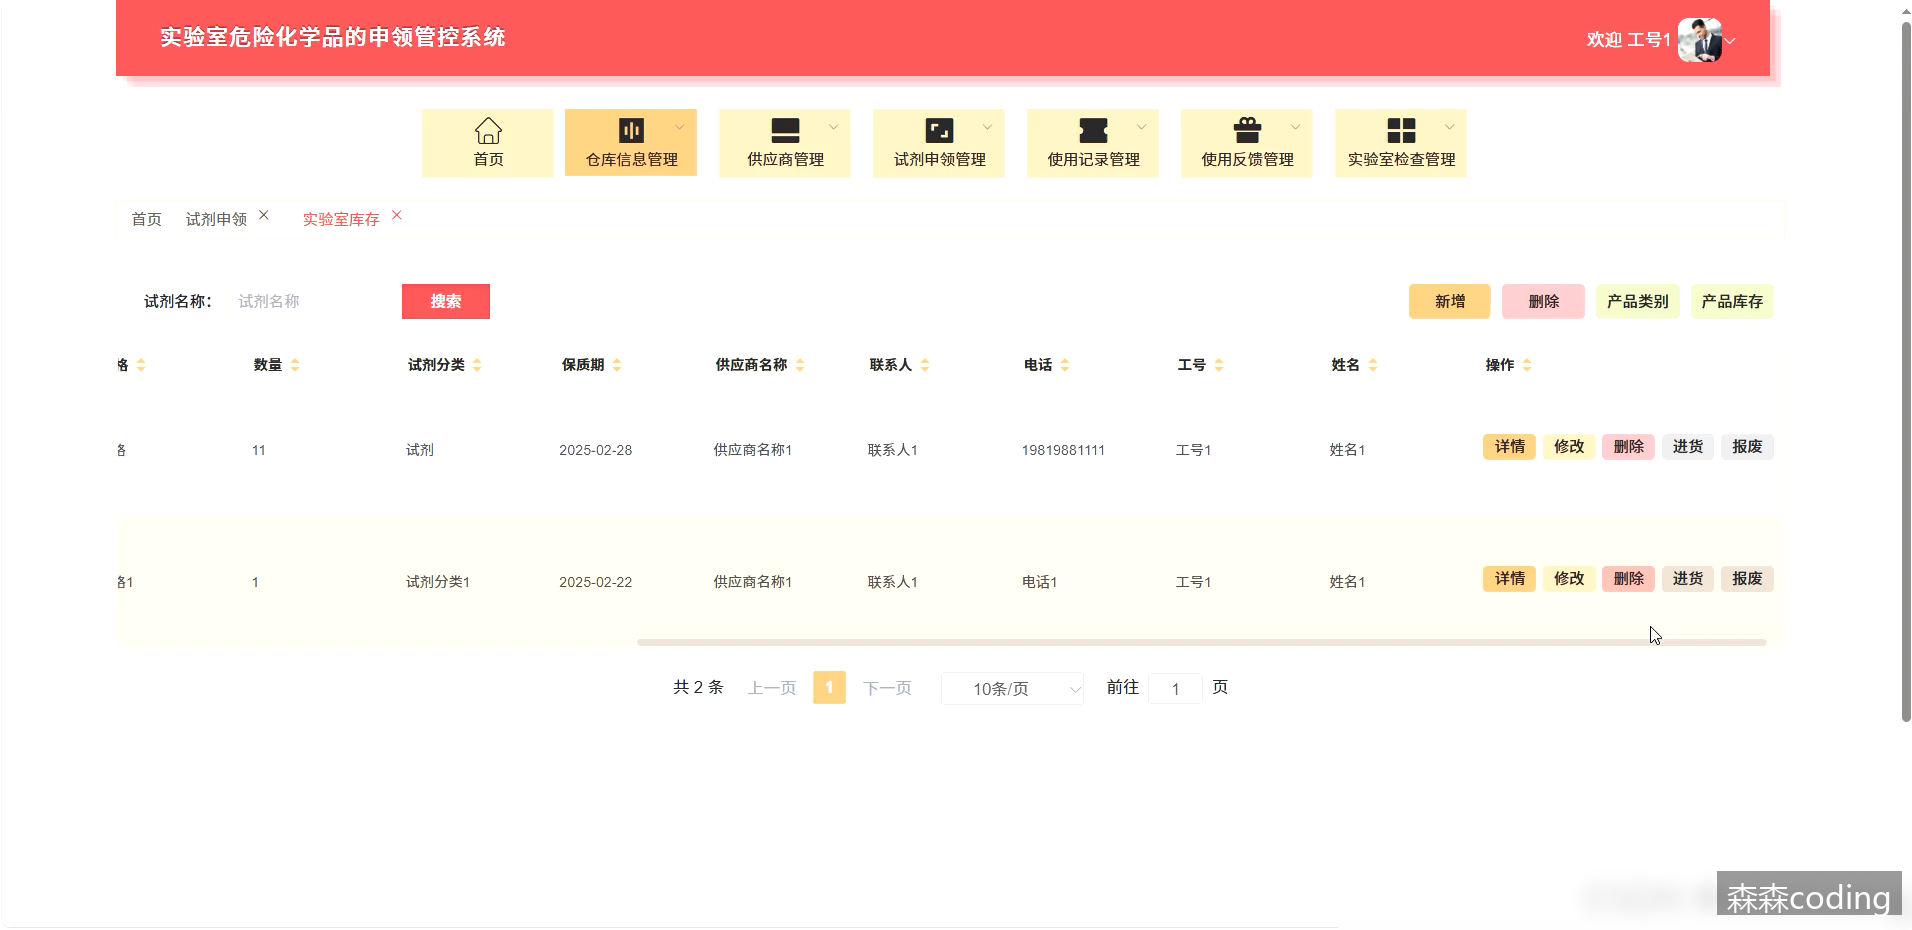 实验室危险化学品的申领管控系统
欢迎 工号1
首页
仓库信息管理
供应商管理
试剂申领管理
使用记录管理
使用反馈管理
实验室检查管理
首页 试剂申领 实验室库存
试剂名称： 试剂名称 搜索 新增 删除 产品类别 产品库存
格 数量 试剂分类 保质期 供应商名称 联系人 电话 工号 姓名 操作
格 11 试剂 2025-02-28 供应商名称1 联系人1 19819881111 工号1 姓名1 详情 修改 删除 进货 报废
格1 1 试剂分类1 2025-02-22 供应商名称1 联系人1 电话1 工号1 姓名1 详情 修改 删除 进货 报废
共 2 条 上一页 1 下一页 10条/页 前往 1 页
森森coding